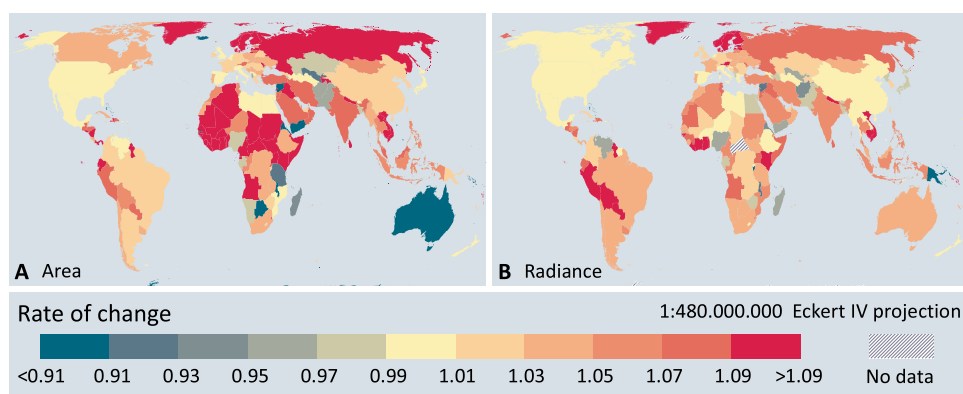 A Area
B Radiance
Rate of change
1:480.000.000 Eckert IV projection
<0.91 0.91 0.93 0.95 0.97 0.99 1.01 1.03 1.05 1.07 1.09 >1.09
No data